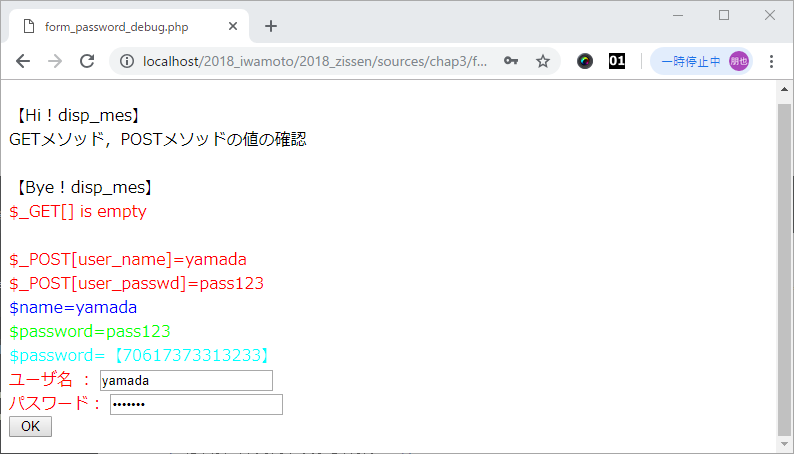 form_password_debug.php
localhost/2018_iwamoto/2018_zissen/sources/chap3/f...
01
一時停止中
朋也
【Hi ! disp_mes】
GETメソッド，POSTメソッドの値の確認
【Bye ! disp_mes】
$_GET[] is empty
$_POST[user_name]=yamada
$_POST[user_passwd]=pass123
$name=yamada
$password=pass123
$password=【70617373313233】
ユーザ名 ： yamada
パスワード： •••••••
OK